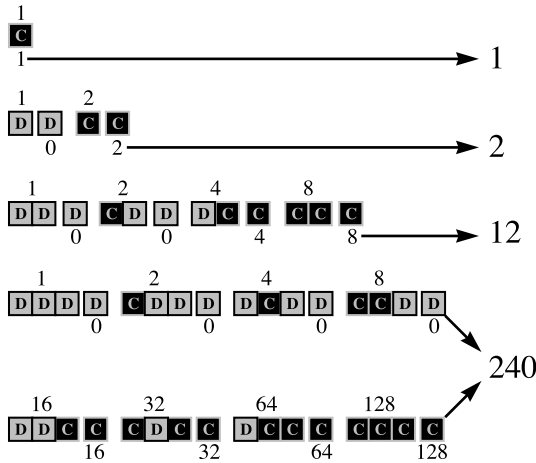 1
C
1 1
1 2
D D C C
0 2 2
1 2 4 8
D D D C D D D C C C C C
0 0 4 8 12
1 2 4 8
D D D D C D D D D C D D C C D D
0 0 0 0
240
16 32 64 128
D D C C C D C C D C C C C C C C
16 32 64 128